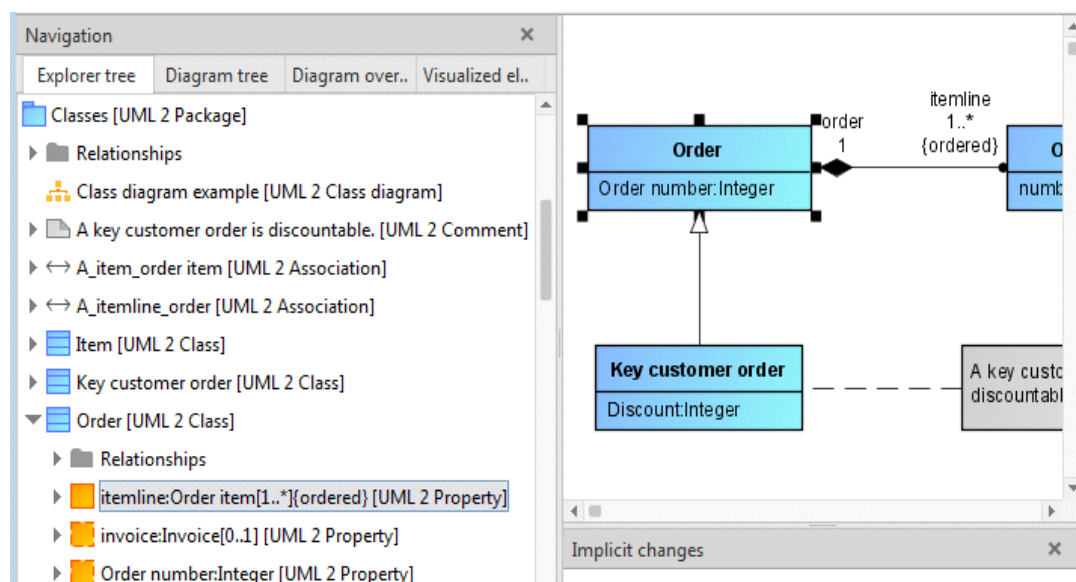 Navigation
Explorer tree
Diagram tree
Diagram over..
Visualized el..
Classes [UML 2 Package]
Relationships
Class diagram example [UML 2 Class diagram]
A key customer order is discountable. [UML 2 Comment]
A_item_order item [UML 2 Association]
A_itemline_order [UML 2 Association]
Item [UML 2 Class]
Key customer order [UML 2 Class]
Order [UML 2 Class]
Relationships
itemline:Order item[1..*]{ordered} [UML 2 Property]
invoice:Invoice[0..1] [UML 2 Property]
Order number:Integer [UML 2 Property]
itemline
order
1..*
1
{ordered}
Order
O
Order number:Integer
numb
Key customer order
Discount:Integer
A key custo
discountabl
Implicit changes